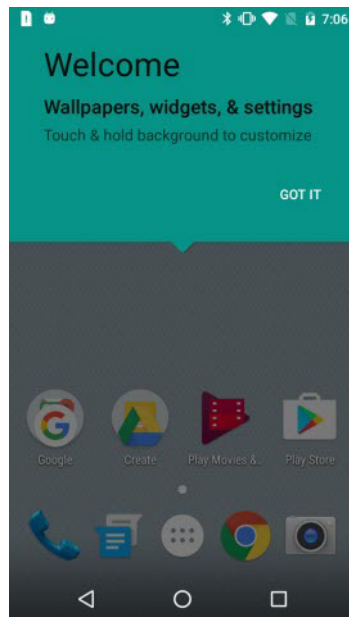 7:06
Welcome
Wallpapers, widgets, & settings
Touch & hold background to customize
GOT IT
Google
Create
Play Movies &..
Play Store